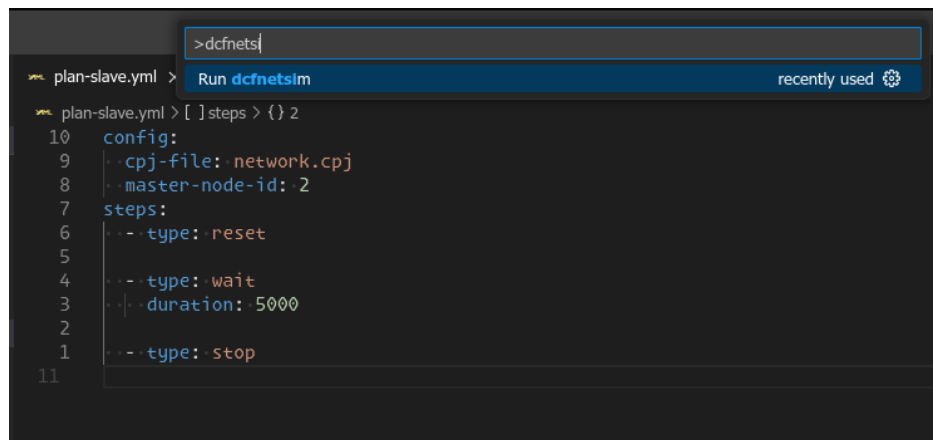 >dcfnetsi
Run dcfnetsim recently used
plan-slave.yml
plan-slave.yml > [ ] steps > {} 2
10 config:
9 cpj-file: network.cpj
8 master-node-id: 2
7 steps:
6 - type: reset
5
4 - type: wait
3 duration: 5000
2
1 - type: stop
11